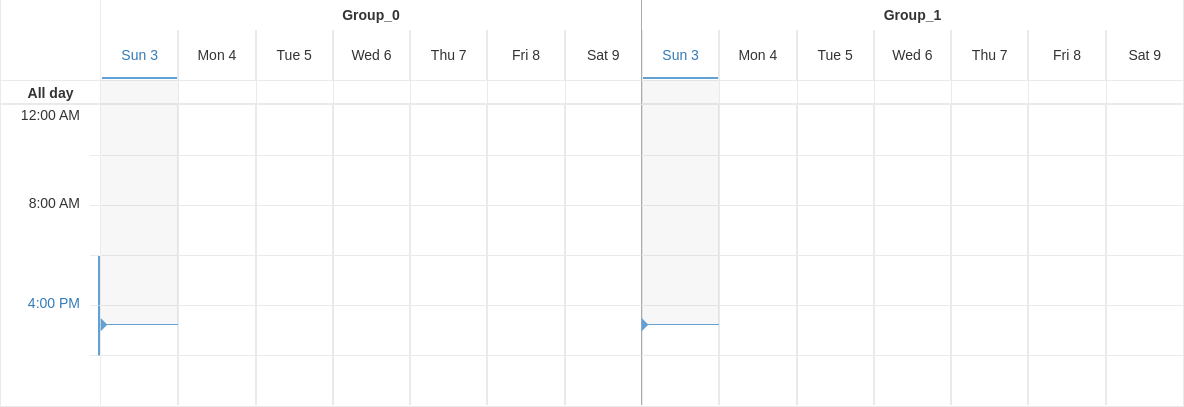 Group_0 Group_1
Sun 3 Mon 4 Tue 5 Wed 6 Thu 7 Fri 8 Sat 9 Sun 3 Mon 4 Tue 5 Wed 6 Thu 7 Fri 8 Sat 9
All day
12:00 AM
8:00 AM
4:00 PM